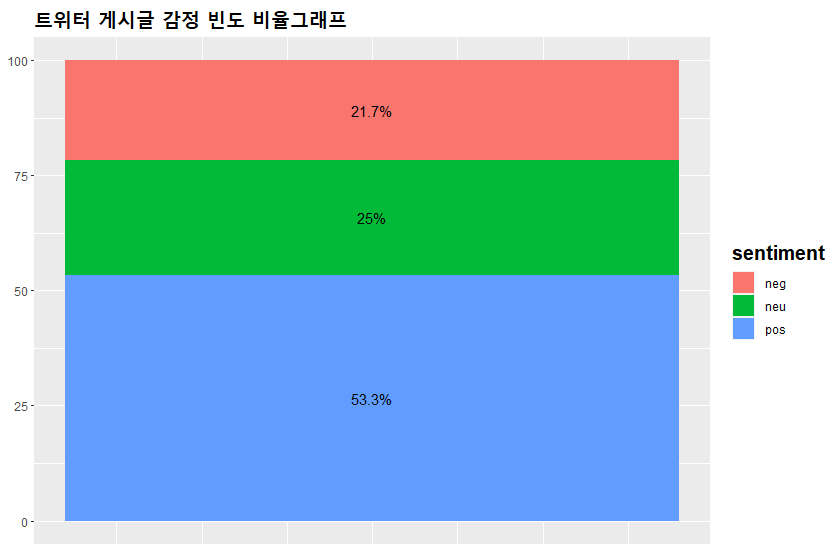 트위터 게시글 감정 빈도 비율그래프
100
75
50
25
0
21.7%
25%
53.3%
sentiment
neg
neu
pos